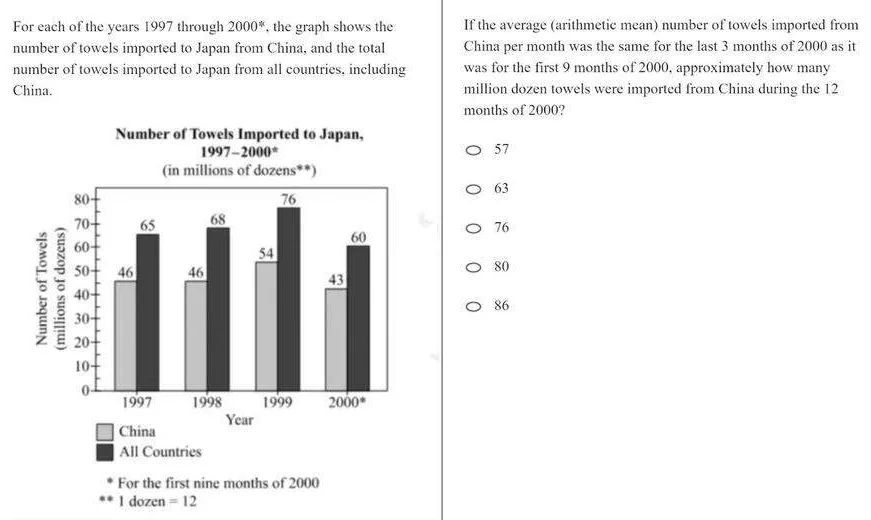 For each of the years 1997 through 2000*, the graph shows the
number of towels imported to Japan from China, and the total
number of towels imported to Japan from all countries, including
China.
Number of Towels Imported to Japan,
1997–2000*
(in millions of dozens**)
Number of Towels
(millions of dozens)
80
70
60
50
40
30
20
10
0
46
65
46
68
54
76
43
60
1997
1998
1999
2000*
Year
China
All Countries
* For the first nine months of 2000
** 1 dozen = 12
If the average (arithmetic mean) number of towels imported from
China per month was the same for the last 3 months of 2000 as it
was for the first 9 months of 2000, approximately how many
million dozen towels were imported from China during the 12
months of 2000?
57
63
76
80
86